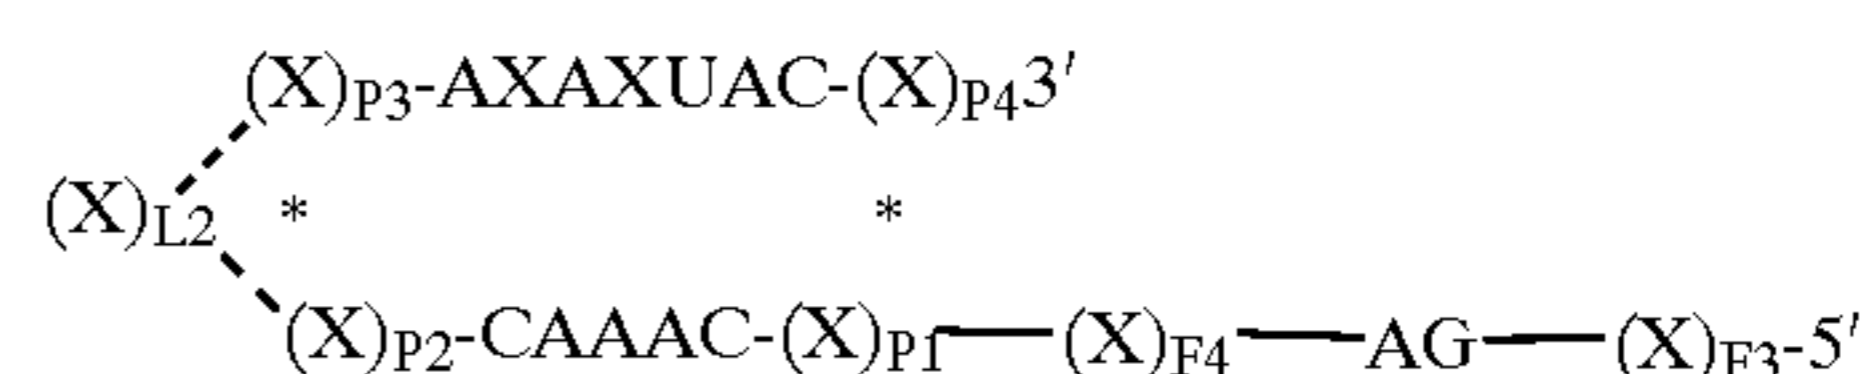 (X)P3-AXAXUAC-(X)P43′
(X)L2 * *
(X)P2-CAAAC-(X)P1—(X)F4—AG—(X)F3-5′